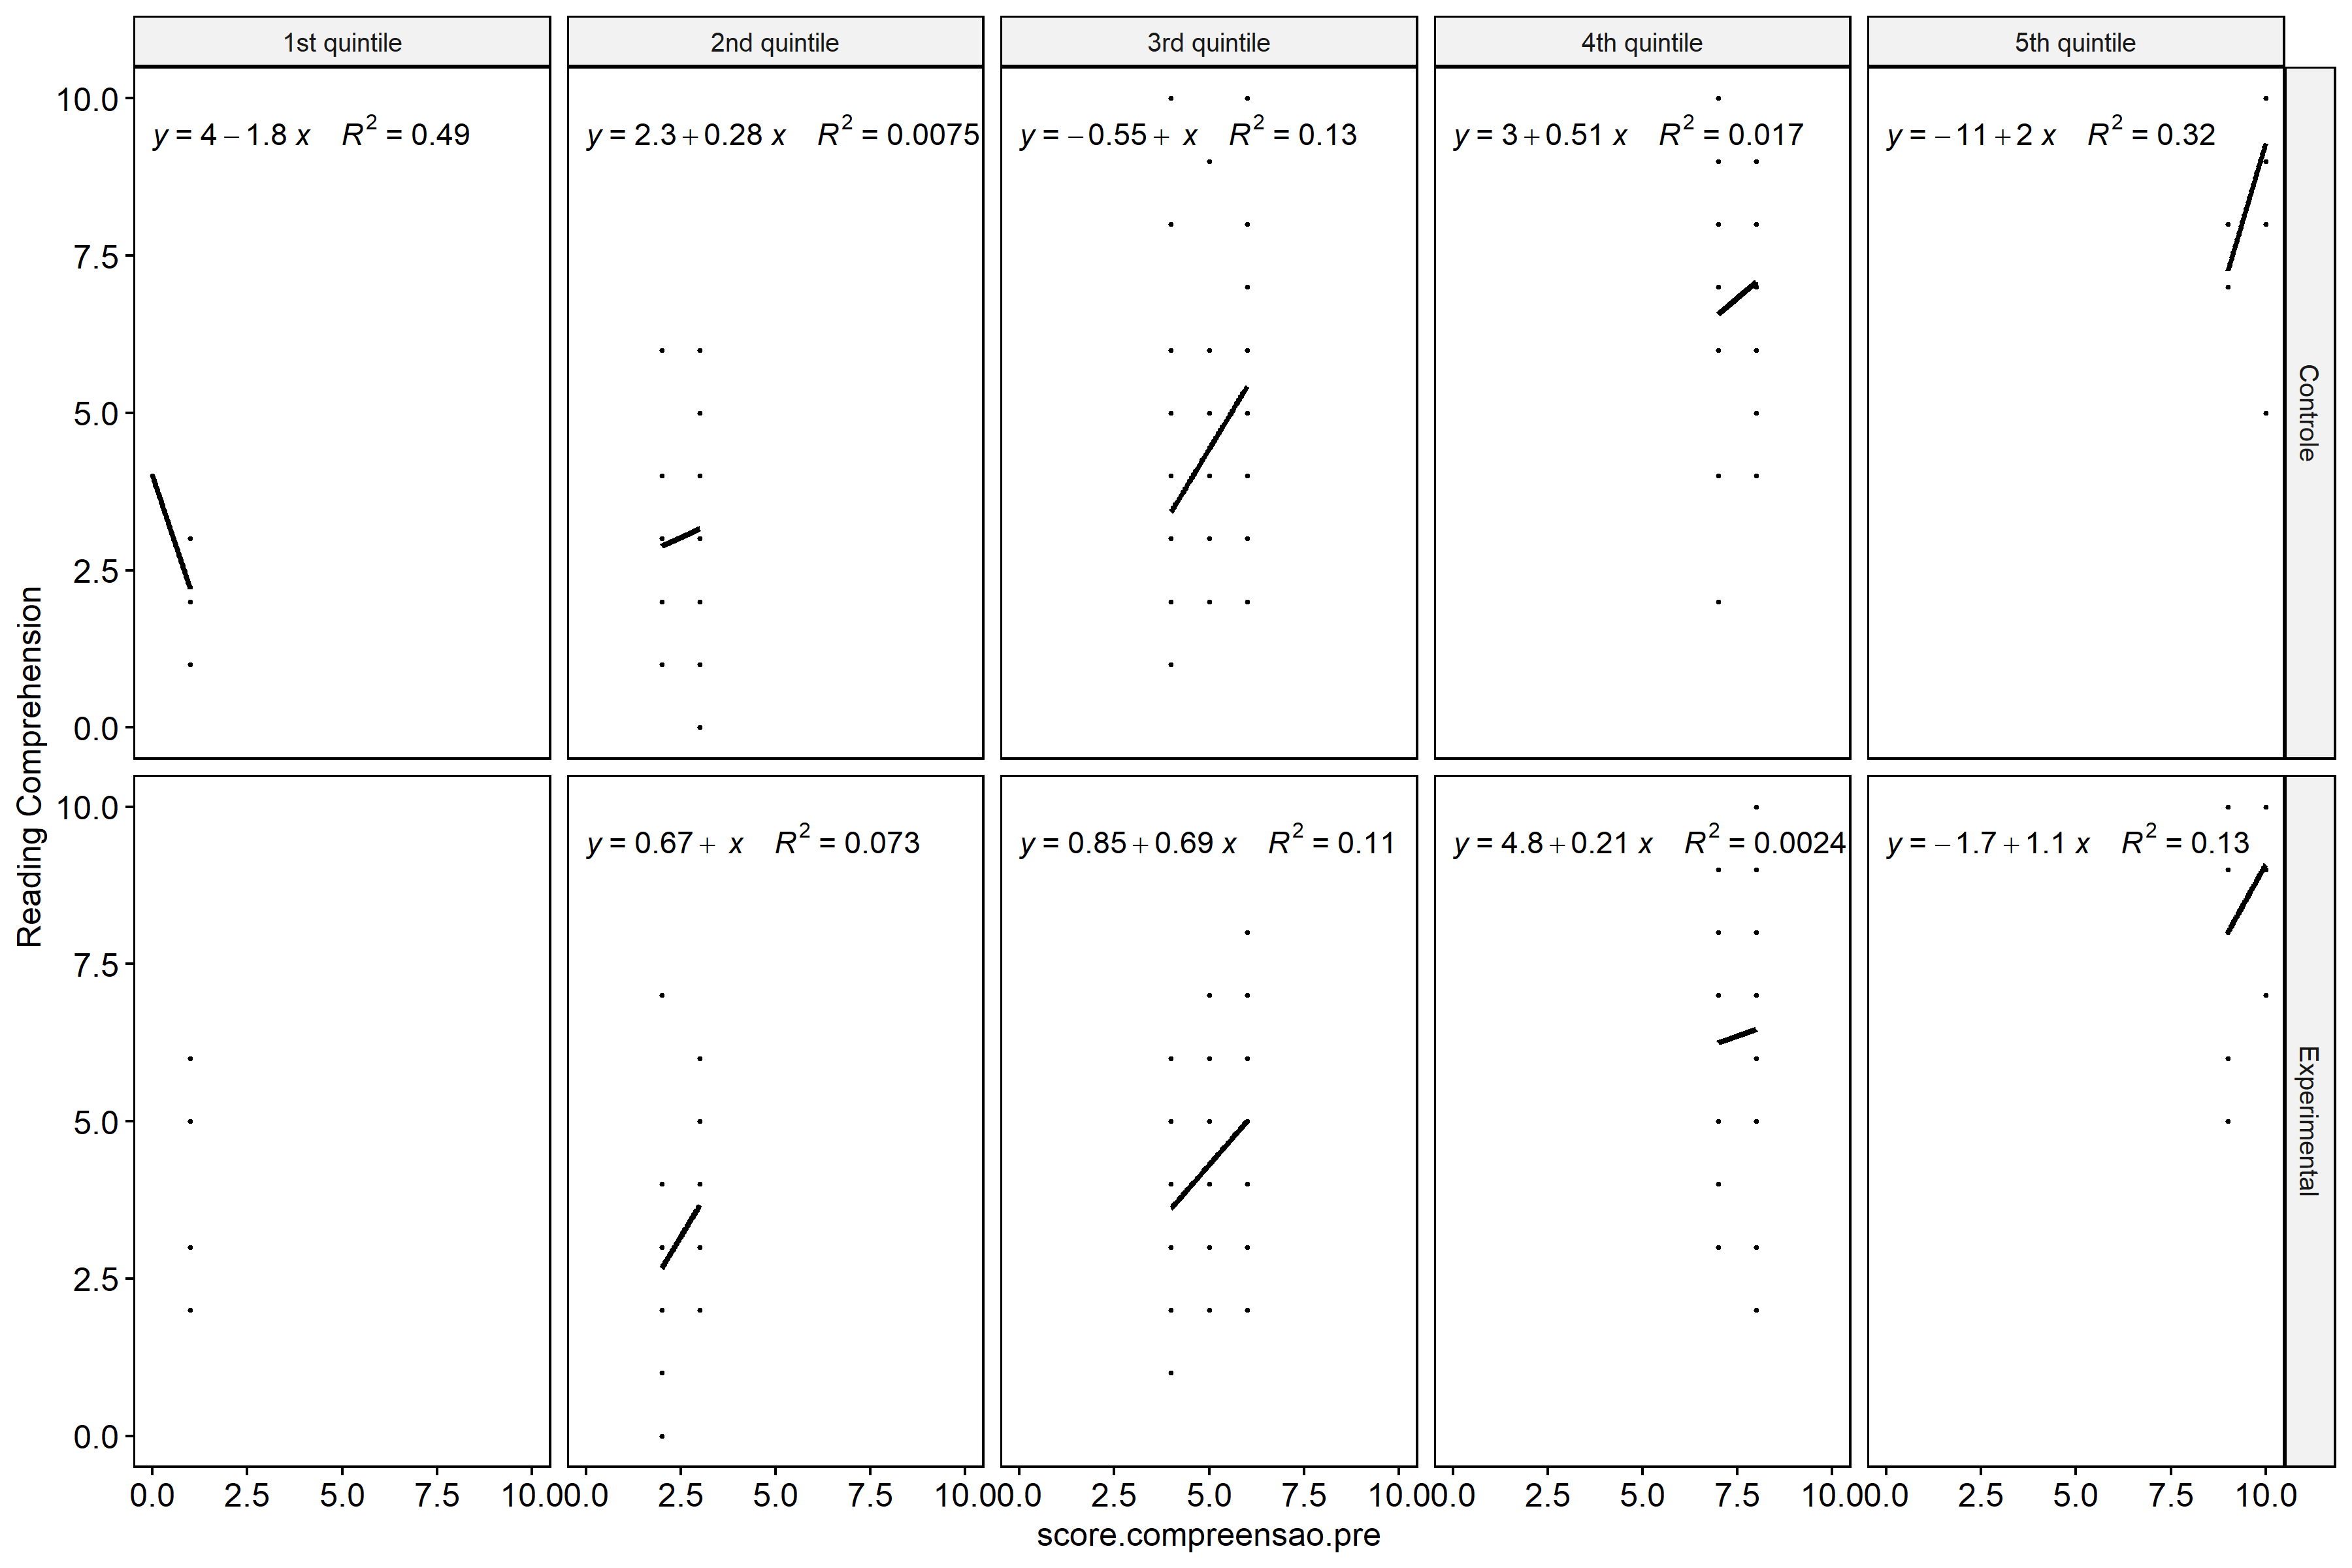 1st quintile 2nd quintile 3rd quintile 4th quintile 5th quintile
y = 4 − 1.8 x R² = 0.49
y = 2.3 + 0.28 x R² = 0.0075
y = − 0.55 + x R² = 0.13
y = 3 + 0.51 x R² = 0.017
y = − 11 + 2 x R² = 0.32
10.0
7.5
5.0
2.5
0.0
Controle
Reading Comprehension
y = 0.67 + x R² = 0.073
y = 0.85 + 0.69 x R² = 0.11
y = 4.8 + 0.21 x R² = 0.0024
y = − 1.7 + 1.1 x R² = 0.13
10.0
7.5
5.0
2.5
0.0
Experimental
0.0 2.5 5.0 7.5 10.0 0.0 2.5 5.0 7.5 10.0 0.0 2.5 5.0 7.5 10.0 0.0 2.5 5.0 7.5 10.0 0.0 2.5 5.0 7.5 10.0
score.compreensao.pre